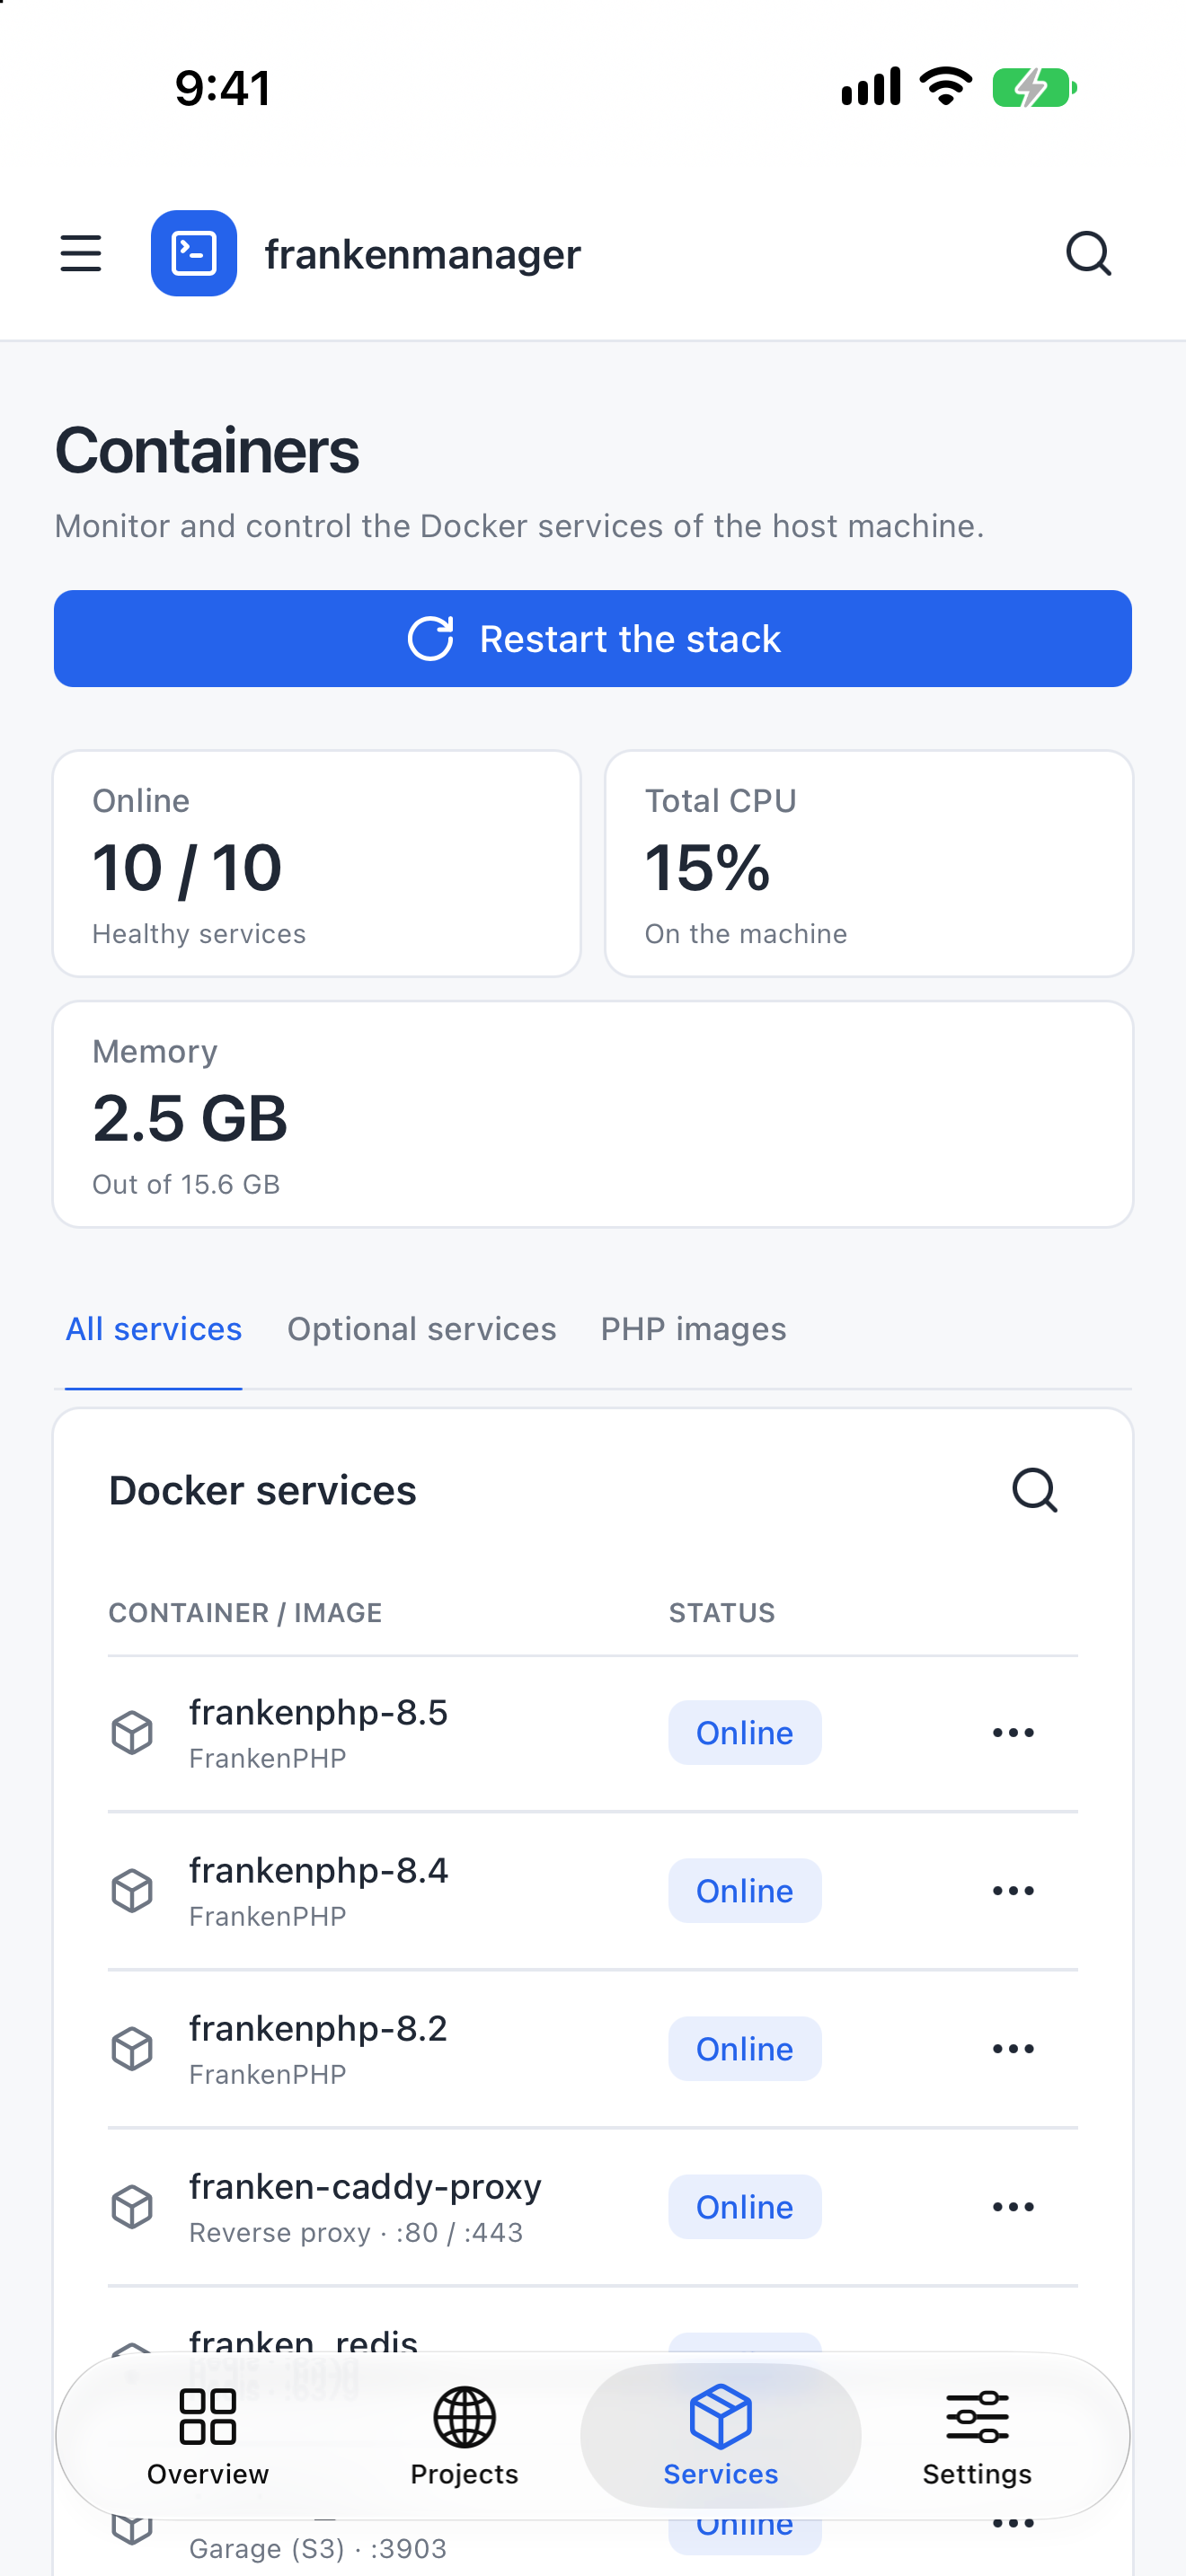 9:41
frankenmanager
Containers
Monitor and control the Docker services of the host machine.
Restart the stack
Online
10 / 10
Healthy services
Total CPU
15%
On the machine
Memory
2.5 GB
Out of 15.6 GB
All services
Optional services
PHP images
Docker services
CONTAINER / IMAGE
STATUS
frankenphp-8.5
FrankenPHP
Online
frankenphp-8.4
FrankenPHP
Online
frankenphp-8.2
FrankenPHP
Online
franken-caddy-proxy
Reverse proxy · :80 / :443
Online
franken_redis
Overview
Projects
Services
Settings
Online
Garage (S3) · :3903